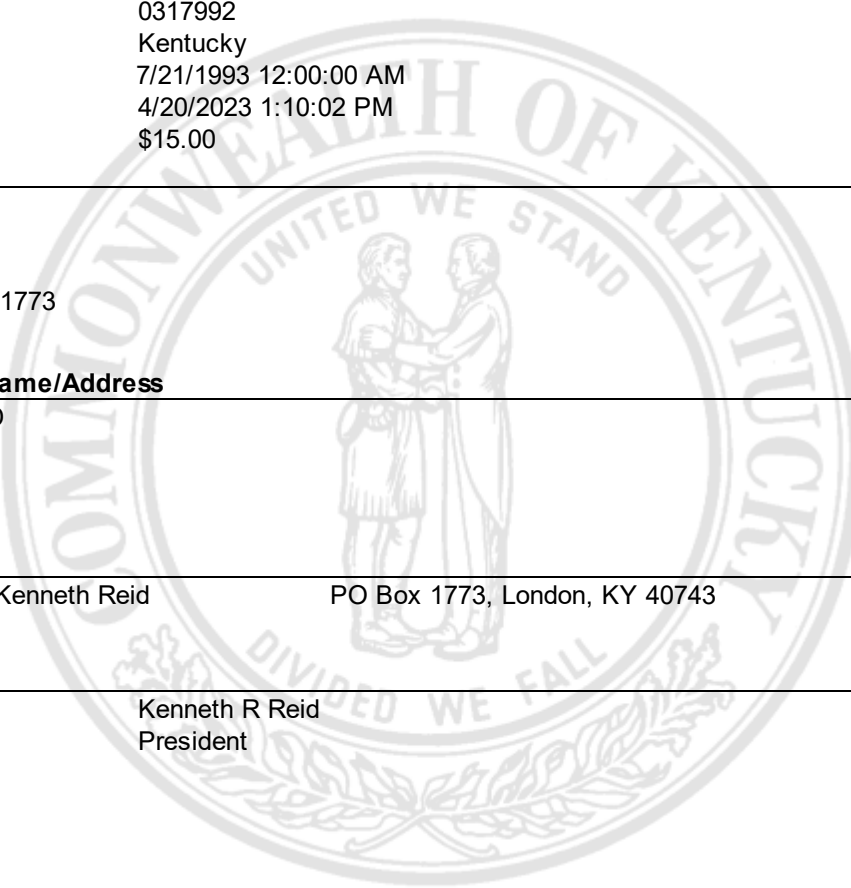 0317992
Kentucky
7/21/1993 12:00:00 AM
4/20/2023 1:10:02 PM
$15.00
1773
ame/Address
Kenneth Reid PO Box 1773, London, KY 40743
Kenneth R Reid
President
COMMONWEALTH OF KENTUCKY
UNITED WE STAND
DIVIDED WE FALL